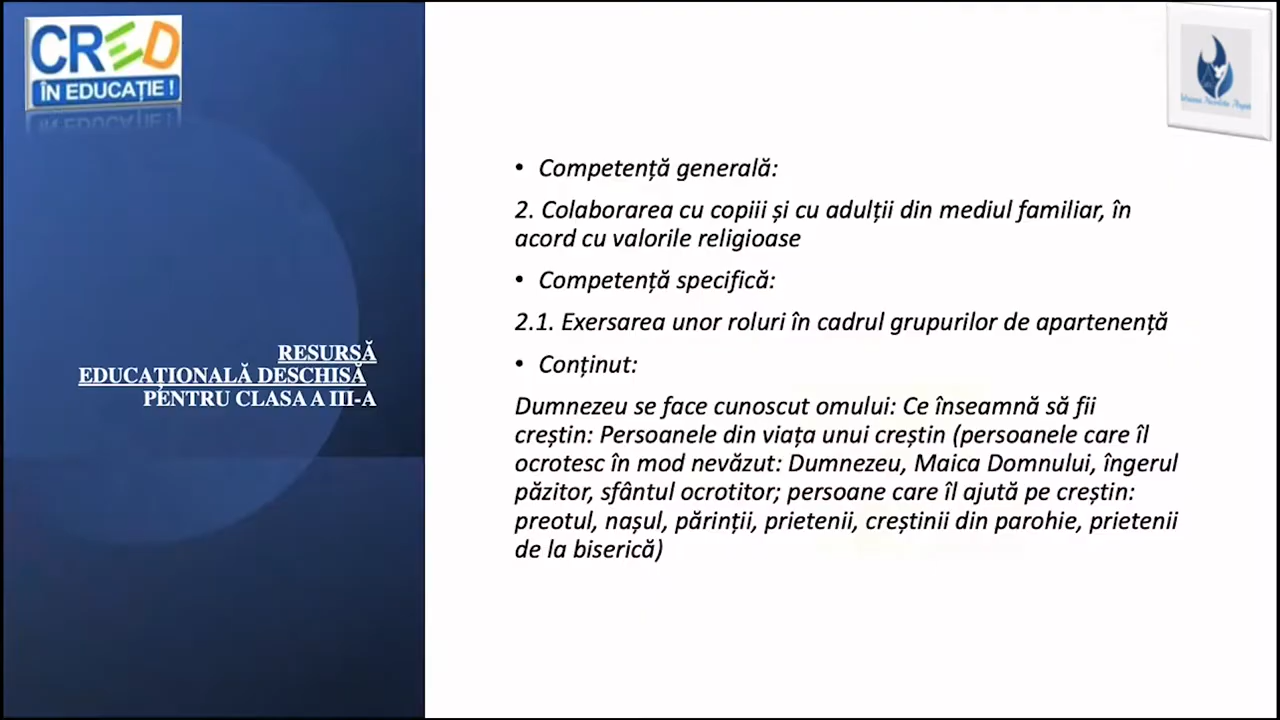 CRED
ÎN EDUCAȚIE !
RESURSĂ
EDUCAȚIONALĂ DESCHISĂ
PENTRU CLASA A III-A
• Competență generală:
2. Colaborarea cu copiii și cu adulții din mediul familiar, în
acord cu valorile religioase
• Competență specifică:
2.1. Exersarea unor roluri în cadrul grupurilor de apartenență
• Conținut:
Dumnezeu se face cunoscut omului: Ce înseamnă să fii
creștin: Persoanele din viața unui creștin (persoanele care îl
ocrotesc în mod nevăzut: Dumnezeu, Maica Domnului, îngerul
păzitor, sfântul ocrotitor; persoane care îl ajută pe creștin:
preotul, nașul, părinții, prietenii, creștinii din parohie, prietenii
de la biserică)